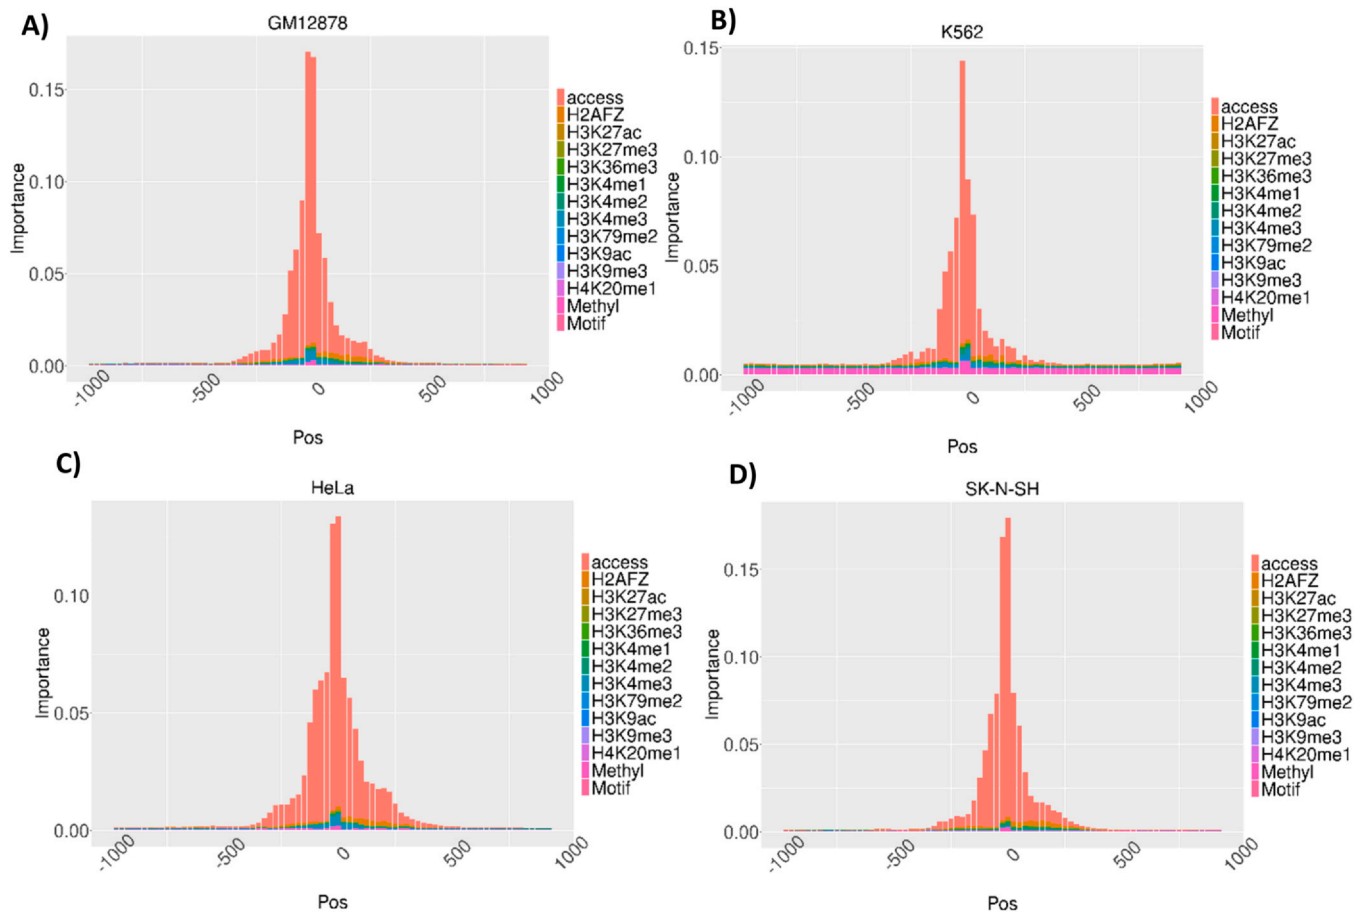 A)
GM12878
Importance
0.15
0.10
0.05
0.00
-1000
-500
0
500
1000
Pos
access
H2AFZ
H3K27ac
H3K27me3
H3K36me3
H3K4me1
H3K4me2
H3K4me3
H3K79me2
H3K9ac
H3K9me3
H4K20me1
Methyl
Motif
B)
K562
Importance
0.15
0.10
0.05
0.00
-1000
-500
0
500
1000
Pos
access
H2AFZ
H3K27ac
H3K27me3
H3K36me3
H3K4me1
H3K4me2
H3K4me3
H3K79me2
H3K9ac
H3K9me3
H4K20me1
Methyl
Motif
C)
HeLa
Importance
0.10
0.05
0.00
-1000
-500
0
500
1000
Pos
access
H2AFZ
H3K27ac
H3K27me3
H3K36me3
H3K4me1
H3K4me2
H3K4me3
H3K79me2
H3K9ac
H3K9me3
H4K20me1
Methyl
Motif
D)
SK-N-SH
Importance
0.15
0.10
0.05
0.00
-1000
-500
0
500
1000
Pos
access
H2AFZ
H3K27ac
H3K27me3
H3K36me3
H3K4me1
H3K4me2
H3K4me3
H3K79me2
H3K9ac
H3K9me3
H4K20me1
Methyl
Motif